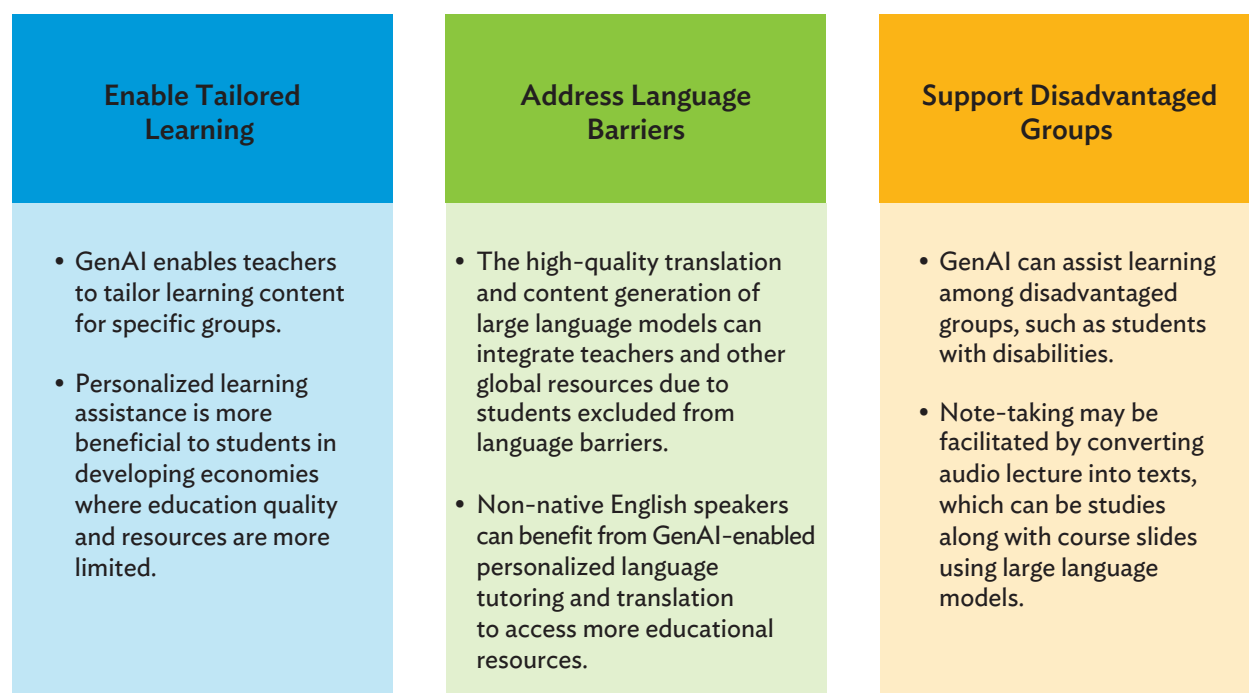 Enable Tailored
Learning
• GenAI enables teachers
to tailor learning content
for specific groups.
• Personalized learning
assistance is more
beneficial to students in
developing economies
where education quality
and resources are more
limited.
Address Language
Barriers
• The high-quality translation
and content generation of
large language models can
integrate teachers and other
global resources due to
students excluded from
language barriers.
• Non-native English speakers
can benefit from GenAI-enabled
personalized language
tutoring and translation
to access more educational
resources.
Support Disadvantaged
Groups
• GenAI can assist learning
among disadvantaged
groups, such as students
with disabilities.
• Note-taking may be
facilitated by converting
audio lecture into texts,
which can be studies
along with course slides
using large language
models.